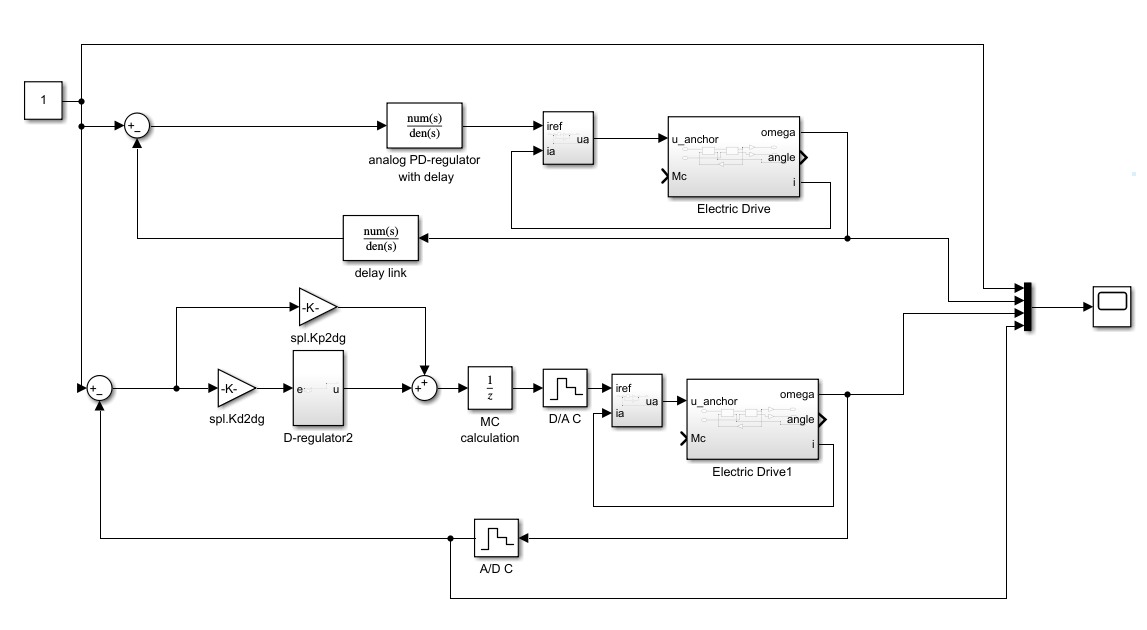 1
+
−
num(s)
den(s)
analog PD-regulator
with delay
iref
ia
ua
u_anchor
Mc
omega
angle
i
Electric Drive
num(s)
den(s)
delay link
-K-
spl.Kp2dg
+
−
-K-
spl.Kd2dg
e
u
D-regulator2
+
+
1
z
MC
calculation
D/A C
iref
ia
ua
u_anchor
Mc
omega
angle
i
Electric Drive1
A/D C